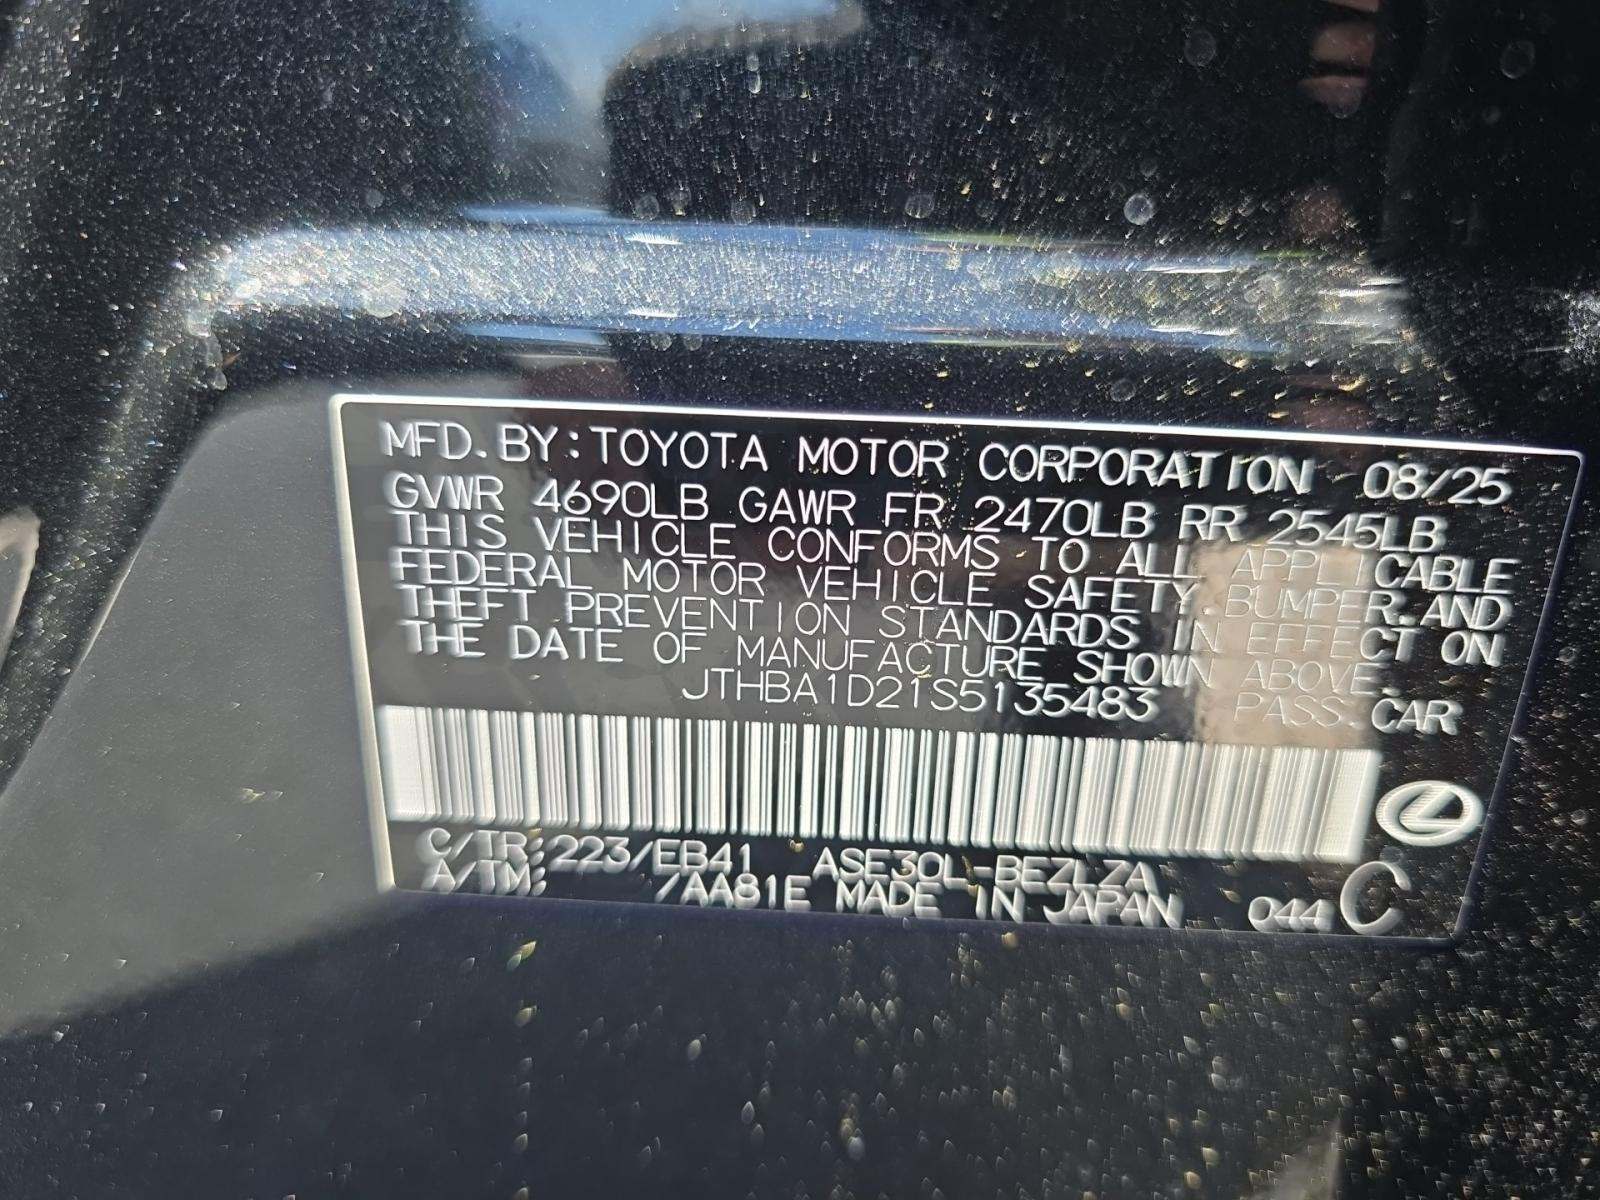 MFD. BY: TOYOTA MOTOR CORPORATION 08/25
GVWR 4690LB GAWR FR 2470LB RR 2545LB
THIS VEHICLE CONFORMS TO ALL APPLICABLE
FEDERAL MOTOR VEHICLE SAFETY, BUMPER, AND
THEFT PREVENTION STANDARDS IN EFFECT ON
THE DATE OF MANUFACTURE SHOWN ABOVE.
JTHBA1D21S5135483 PASS. CAR
C/TR: 223/EB41 ASE30L-BEZLZA
A/TM: /AA81E MADE IN JAPAN 044 C